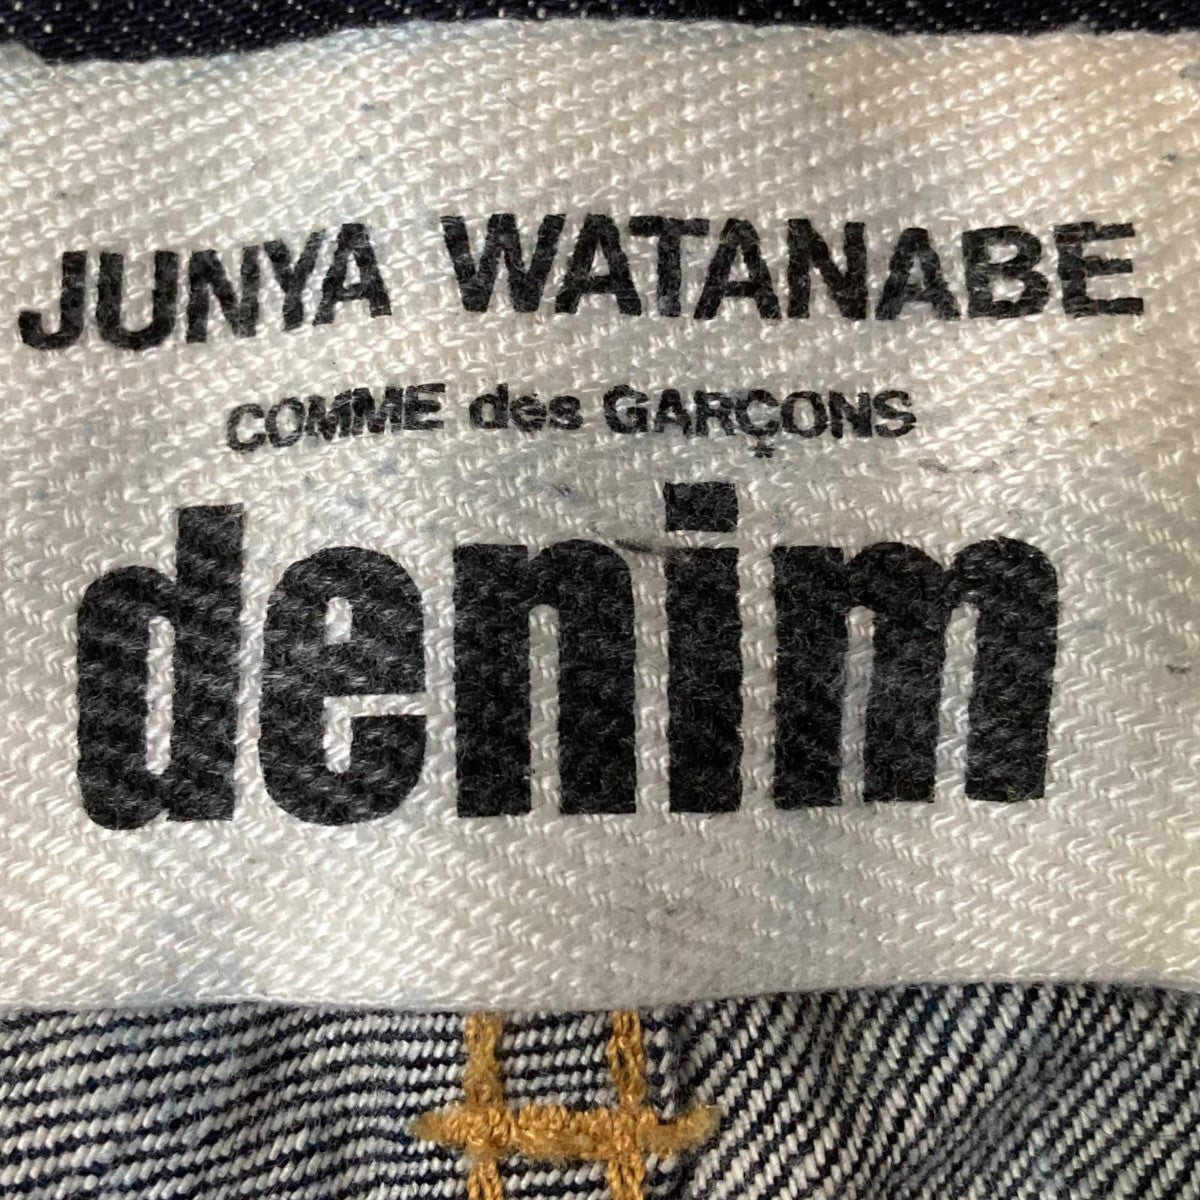 JUNYA WATANABE
COMME des GARÇONS
denim